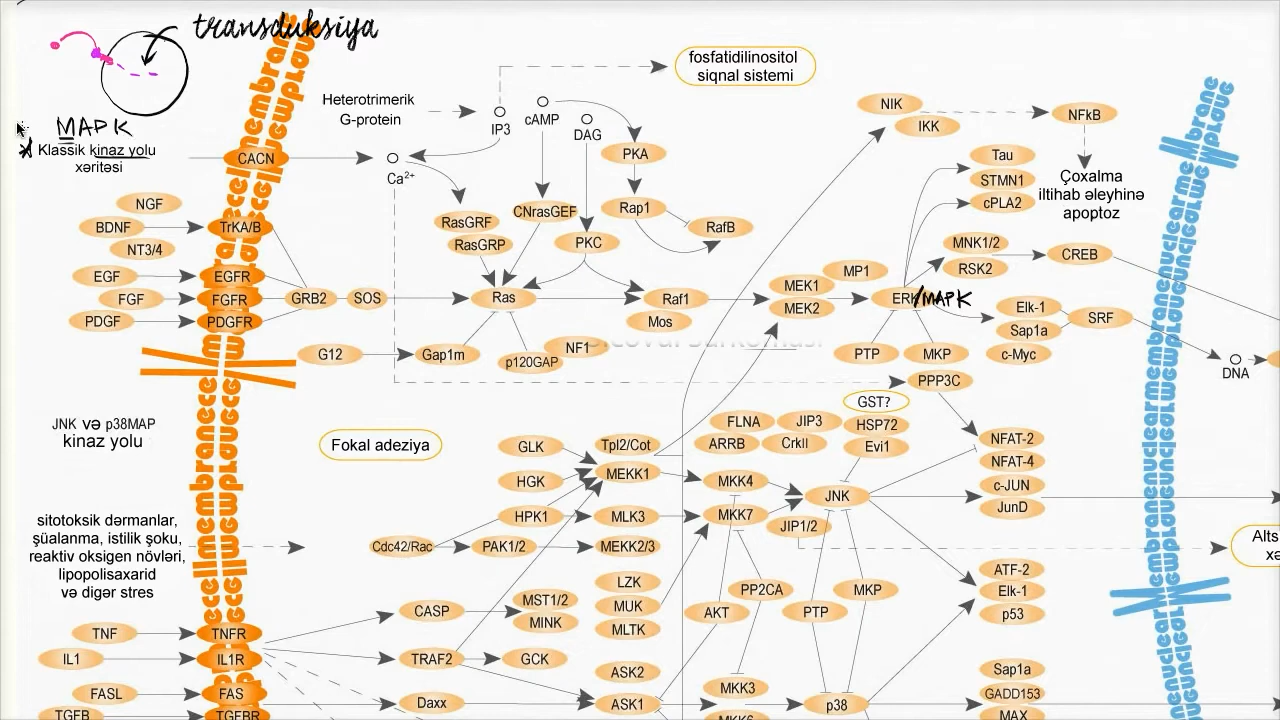 transduksiya
fosfatidilinositol
siqnal sistemi
Heterotrimerik
G-protein
IP3
cAMP
DAG
NIK
IKK
NFkB
MAPK
Klassik kinaz yolu
xəritəsi
CACN
Ca2+
PKA
Tau
STMN1
cPLA2
Çoxalma
iltihab əleyhinə
apoptoz
NGF
BDNF
NT3/4
TrKA/B
RasGRF
RasGRP
CNrasGEF
PKC
Rap1
RafB
MNK1/2
RSK2
CREB
EGF
FGF
PDGF
EGFR
FGFR
PDGFR
GRB2
SOS
Ras
Raf1
Mos
MEK1
MEK2
MP1
ERK/MAPK
Elk-1
Sap1a
c-Myc
SRF
DNA
G12
Gap1m
p120GAP
NF1
PTP
MKP
PPP3C
JNK və p38MAP
kinaz yolu
Fokal adeziya
GLK
HGK
HPK1
Tpl2/Cot
MEKK1
MLK3
MEKK2/3
Cdc42/Rac
PAK1/2
FLNA
ARRB
JIP3
CrkII
GST?
HSP72
Evi1
MKK4
MKK7
JNK
JIP1/2
NFAT-2
NFAT-4
c-JUN
JunD
sitotoksik dərmanlar,
şüalanma, istilik şoku,
reaktiv oksigen növləri,
lipopolisaxarid
və digər stres
LZK
MUK
MLTK
PP2CA
AKT
PTP
MKP
ATF-2
Elk-1
p53
TNF
IL1
FASL
TGFB
TNFR
IL1R
FAS
TGFBR
CASP
MST1/2
MINK
TRAF2
GCK
Daxx
ASK2
ASK1
MKK3
MKK6
p38
Sap1a
GADD153
MAX